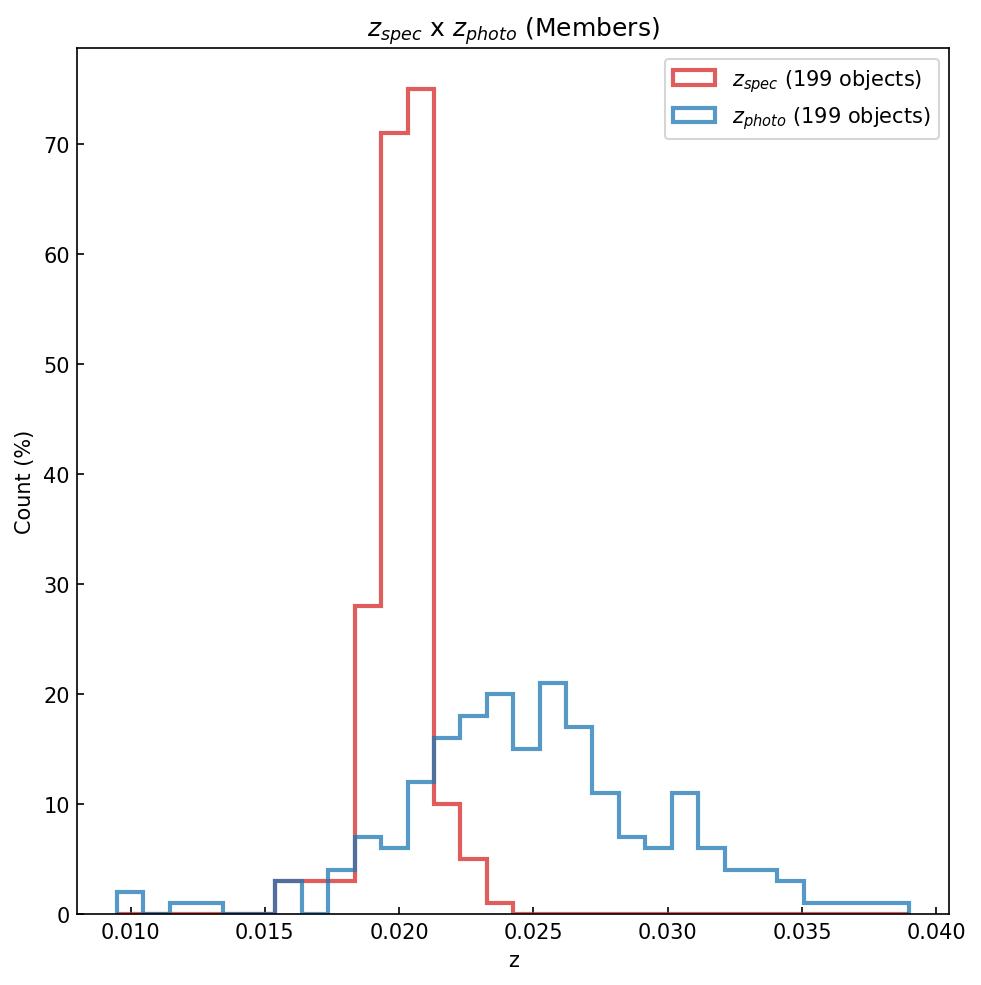 z_spec x z_photo (Members)
z_spec (199 objects)
z_photo (199 objects)
Count (%)
70
60
50
40
30
20
10
0
0.010 0.015 0.020 0.025 0.030 0.035 0.040
z